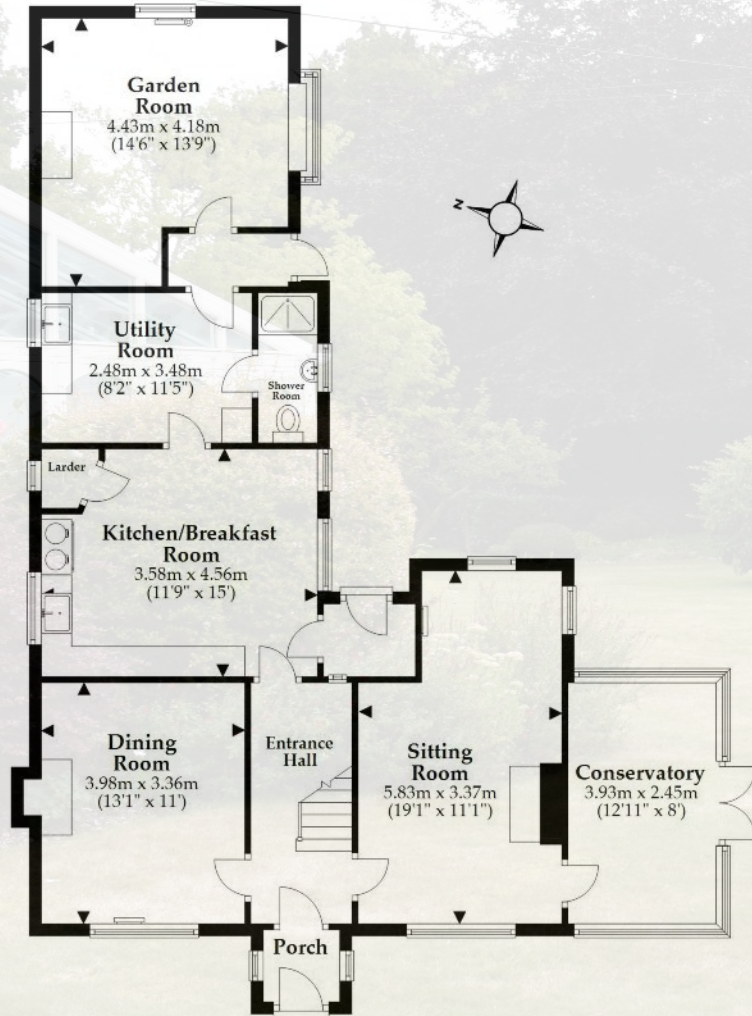 Garden
Room
4.43m x 4.18m
(14'6" x 13'9")
N
Utility
Room
2.48m x 3.48m
(8'2" x 11'5")
Shower
Room
Larder
Kitchen/Breakfast
Room
3.58m x 4.56m
(11'9" x 15')
Dining
Room
3.98m x 3.36m
(13'1" x 11')
Entrance
Hall
Sitting
Room
5.83m x 3.37m
(19'1" x 11'1")
Conservatory
3.93m x 2.45m
(12'11" x 8')
Porch